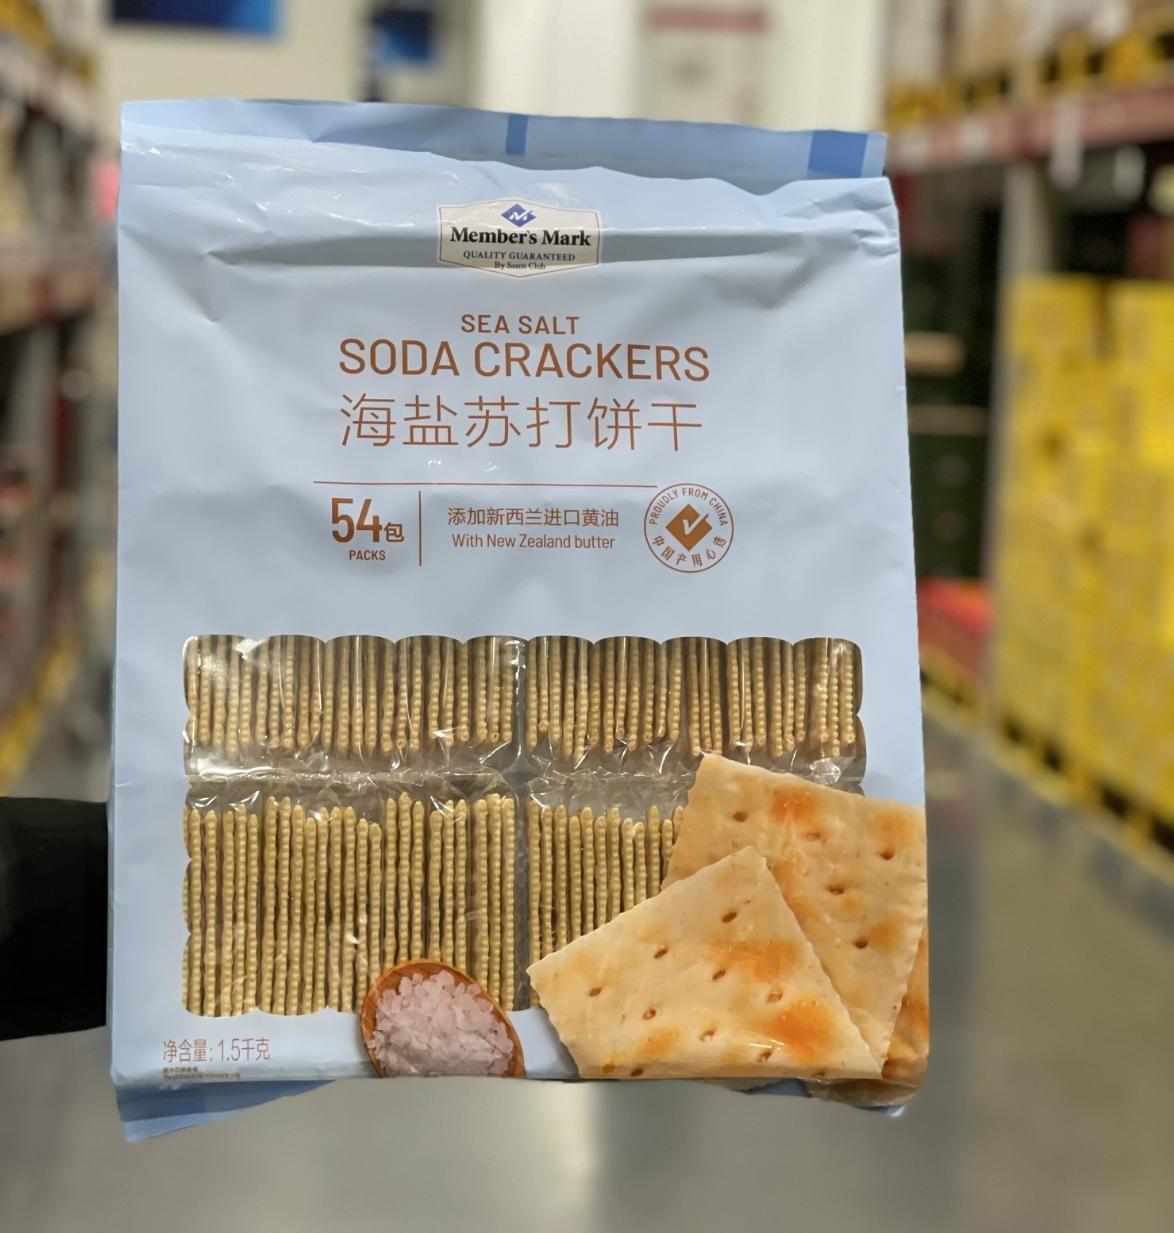 Member's Mark
QUALITY GUARANTEED
By Sam's Club
SEA SALT
SODA CRACKERS
海盐苏打饼干
54包
PACKS
添加新西兰进口黄油
With New Zealand butter
PROUDLY FROM CHINA
中国产用心选
净含量: 1.5千克